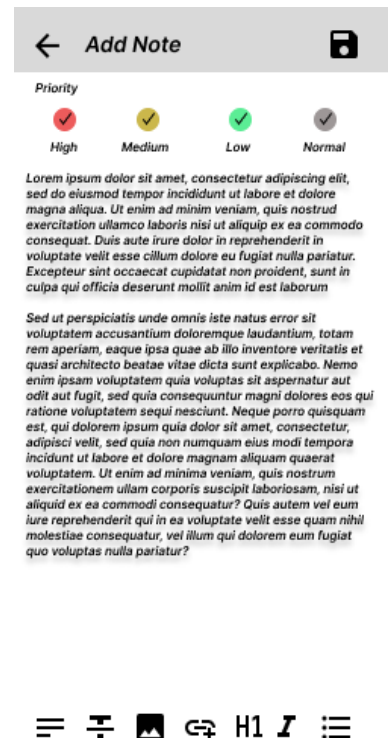 Add Note
Priority
High Medium Low Normal
Lorem ipsum dolor sit amet, consectetur adipiscing elit,
sed do eiusmod tempor incididunt ut labore et dolore
magna aliqua. Ut enim ad minim veniam, quis nostrud
exercitation ullamco laboris nisi ut aliquip ex ea commodo
consequat. Duis aute irure dolor in reprehenderit in
voluptate velit esse cillum dolore eu fugiat nulla pariatur.
Excepteur sint occaecat cupidatat non proident, sunt in
culpa qui officia deserunt mollit anim id est laborum
Sed ut perspiciatis unde omnis iste natus error sit
voluptatem accusantium doloremque laudantium, totam
rem aperiam, eaque ipsa quae ab illo inventore veritatis et
quasi architecto beatae vitae dicta sunt explicabo. Nemo
enim ipsam voluptatem quia voluptas sit aspernatur aut
odit aut fugit, sed quia consequuntur magni dolores eos qui
ratione voluptatem sequi nesciunt. Neque porro quisquam
est, qui dolorem ipsum quia dolor sit amet, consectetur,
adipisci velit, sed quia non numquam eius modi tempora
incidunt ut labore et dolore magnam aliquam quaerat
voluptatem. Ut enim ad minima veniam, quis nostrum
exercitationem ullam corporis suscipit laboriosam, nisi ut
aliquid ex ea commodi consequatur? Quis autem vel eum
iure reprehenderit qui in ea voluptate velit esse quam nihil
molestiae consequatur, vel illum qui dolorem eum fugiat
quo voluptas nulla pariatur?
H1 I